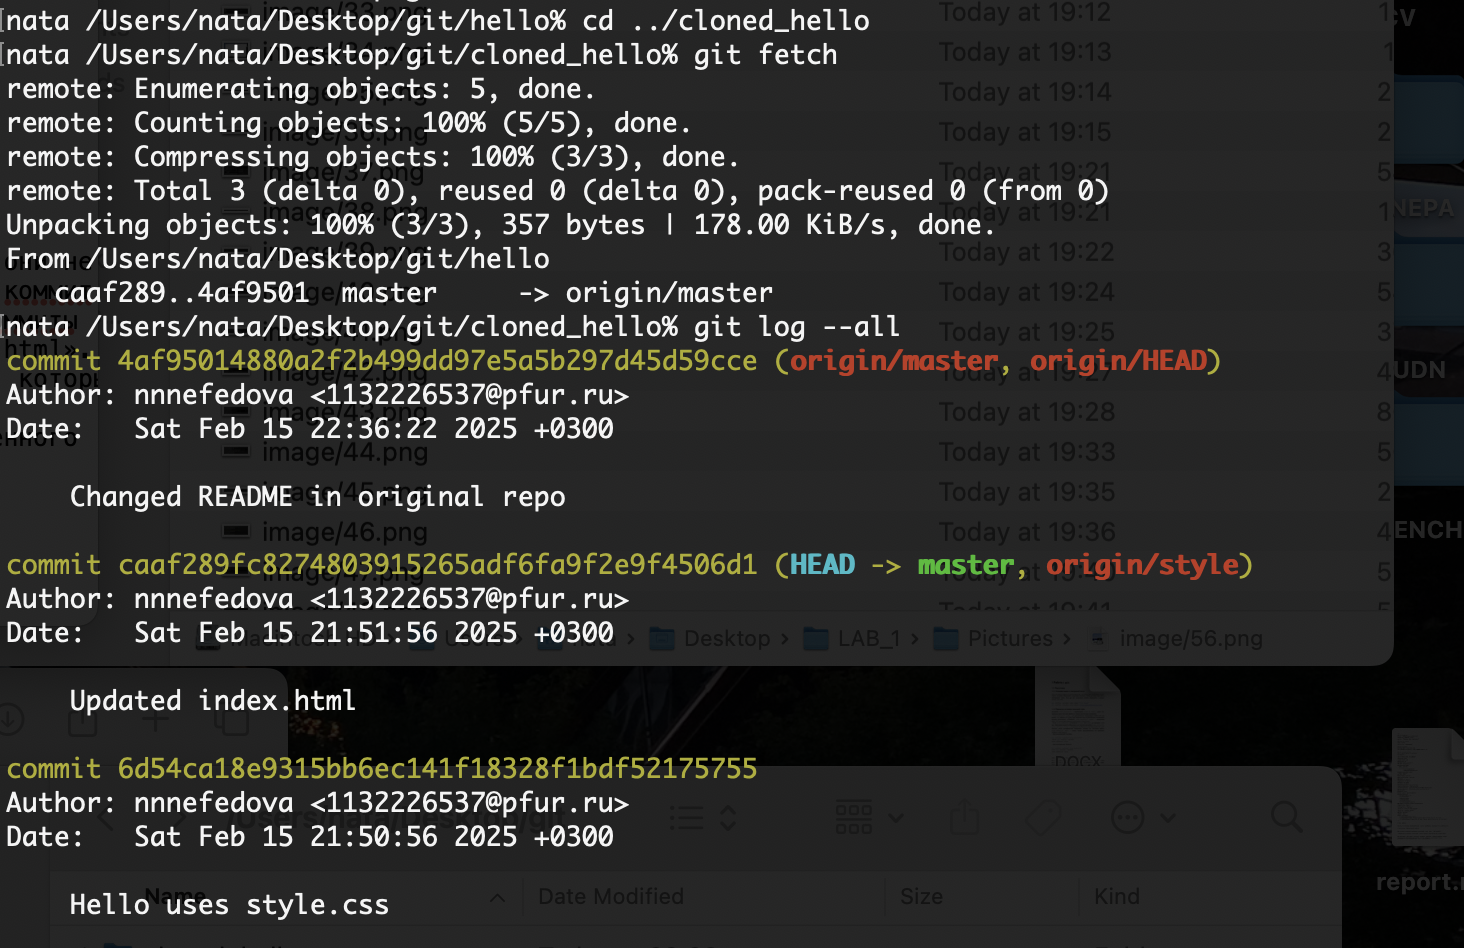 [nata /Users/nata/Desktop/git/hello% cd ../cloned_hello
[nata /Users/nata/Desktop/git/cloned_hello% git fetch
remote: Enumerating objects: 5, done.
remote: Counting objects: 100% (5/5), done.
remote: Compressing objects: 100% (3/3), done.
remote: Total 3 (delta 0), reused 0 (delta 0), pack-reused 0 (from 0)
Unpacking objects: 100% (3/3), 357 bytes | 178.00 KiB/s, done.
From /Users/nata/Desktop/git/hello
   caaf289..4af9501  master     -> origin/master
[nata /Users/nata/Desktop/git/cloned_hello% git log --all
commit 4af95014880a2f2b499dd97e5a5b297d45d59cce (origin/master, origin/HEAD)
Author: nnnefedova <1132226537@pfur.ru>
Date:   Sat Feb 15 22:36:22 2025 +0300

    Changed README in original repo

commit caaf289fc8274803915265adf6fa9f2e9f4506d1 (HEAD -> master, origin/style)
Author: nnnefedova <1132226537@pfur.ru>
Date:   Sat Feb 15 21:51:56 2025 +0300

    Updated index.html

commit 6d54ca18e9315bb6ec141f18328f1bdf52175755
Author: nnnefedova <1132226537@pfur.ru>
Date:   Sat Feb 15 21:50:56 2025 +0300

    Hello uses style.css
Today at 19:12
Today at 19:13
Today at 19:14
Today at 19:15
Today at 19:21
Today at 19:21
Today at 19:22
Today at 19:24
Today at 19:25
Today at 19:27
Today at 19:28
image/44.png Today at 19:33
Today at 19:35
image/46.png Today at 19:36
Today at 19:41
Desktop › LAB_1 › Pictures › image/56.png
DOCX
Name Date Modified Size Kind